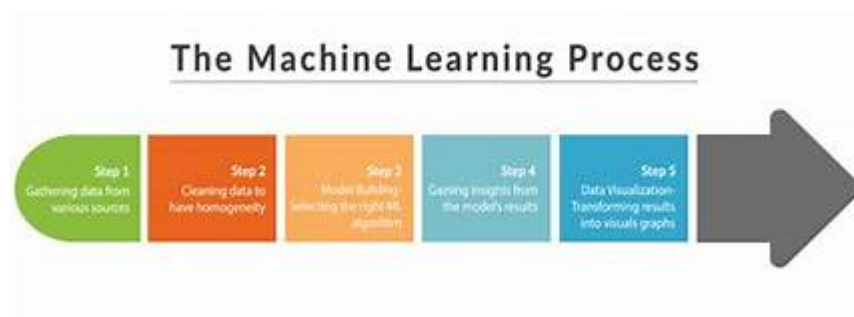 The Machine Learning Process
Step 1
Gathering data from
various sources
Step 2
Cleaning data to
have homogeneity
Step 3
Model Building-
Selecting the right ML
algorithm
Step 4
Gaining insights from
the model's results
Step 5
Data Visualization-
Transforming results
into visuals graphs